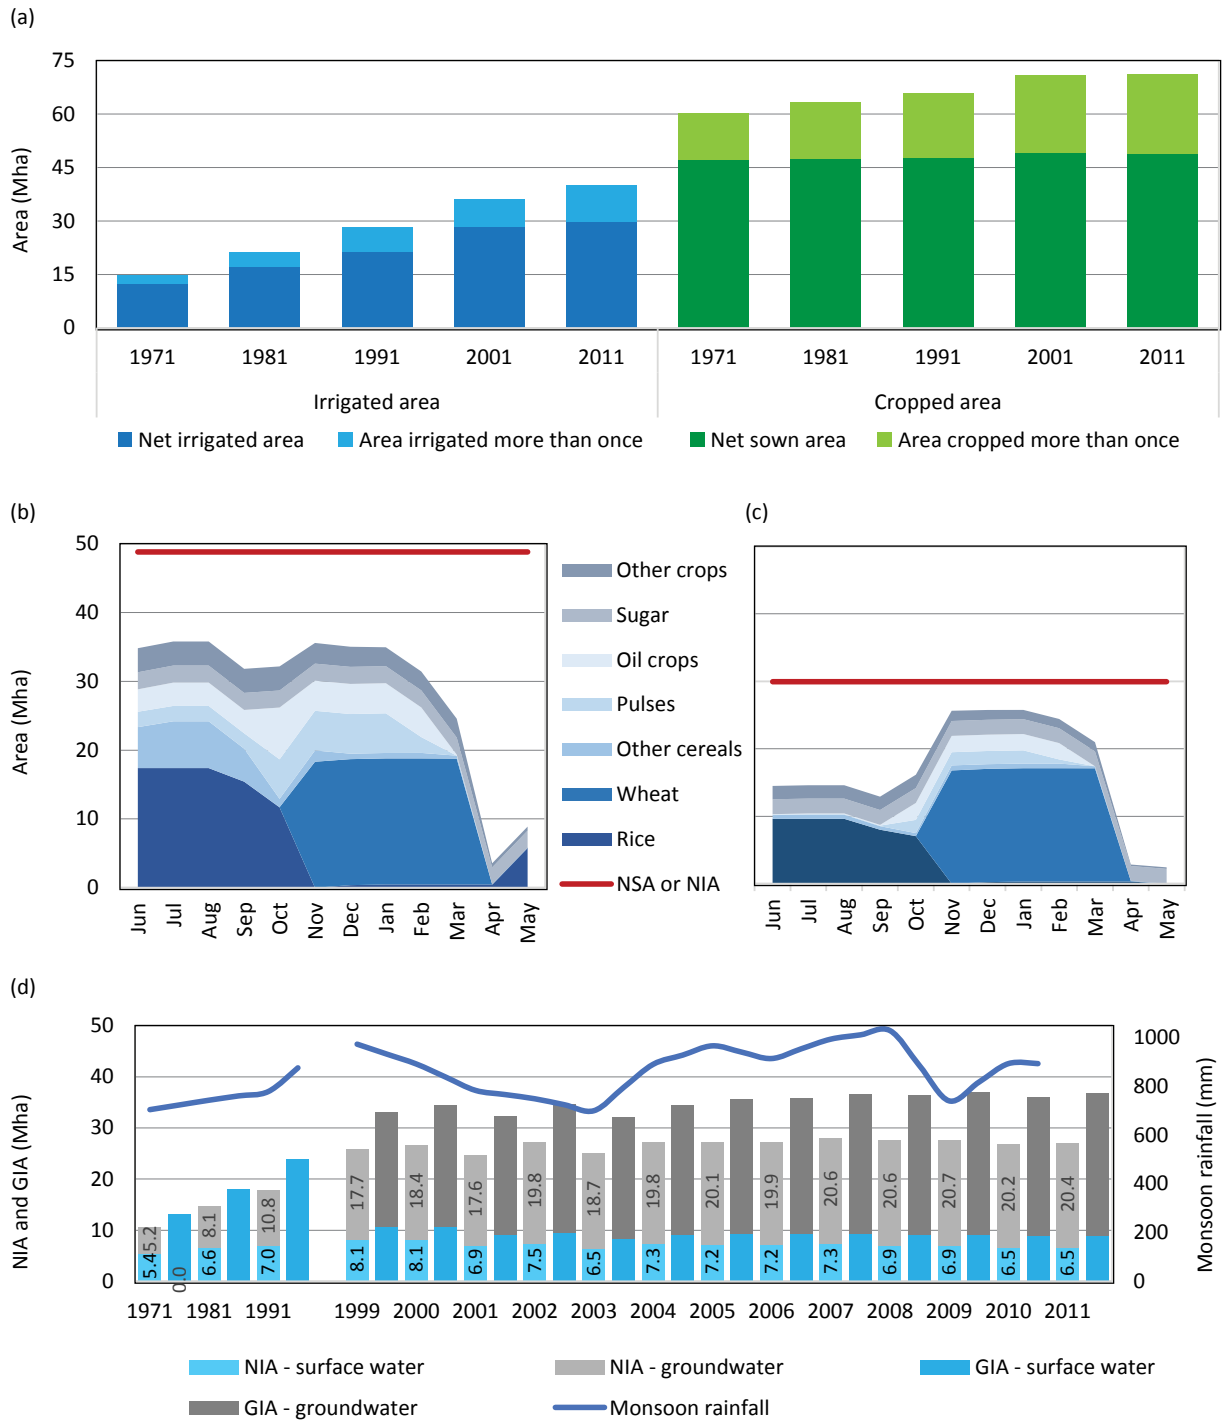 (a)
75
60
45
30
15
0
Area (Mha)
1971 1981 1991 2001 2011 1971 1981 1991 2001 2011
Irrigated area Cropped area
Net irrigated area Area irrigated more than once Net sown area Area cropped more than once
(b) (c)
50
40
30
20
10
0
Area (Mha)
Jun Jul Aug Sep Oct Nov Dec Jan Feb Mar Apr May
Other crops
Sugar
Oil crops
Pulses
Other cereals
Wheat
Rice
NSA or NIA
Jun Jul Aug Sep Oct Nov Dec Jan Feb Mar Apr May
(d)
50
40
30
20
10
0
NIA and GIA (Mha)
5.2 8.1 10.8 17.7 18.4 17.6 19.8 18.7 19.8 20.1 19.9 20.6 20.6 20.7 20.2 20.4
5.4 0.0 6.6 7.0 8.1 8.1 6.9 7.5 6.5 7.3 7.2 7.2 7.3 6.9 6.9 6.5 6.5
1000
800
600
400
200
0
Monsoon rainfall (mm)
1971 1981 1991 1999 2000 2001 2002 2003 2004 2005 2006 2007 2008 2009 2010 2011
NIA - surface water NIA - groundwater GIA - surface water
GIA - groundwater Monsoon rainfall